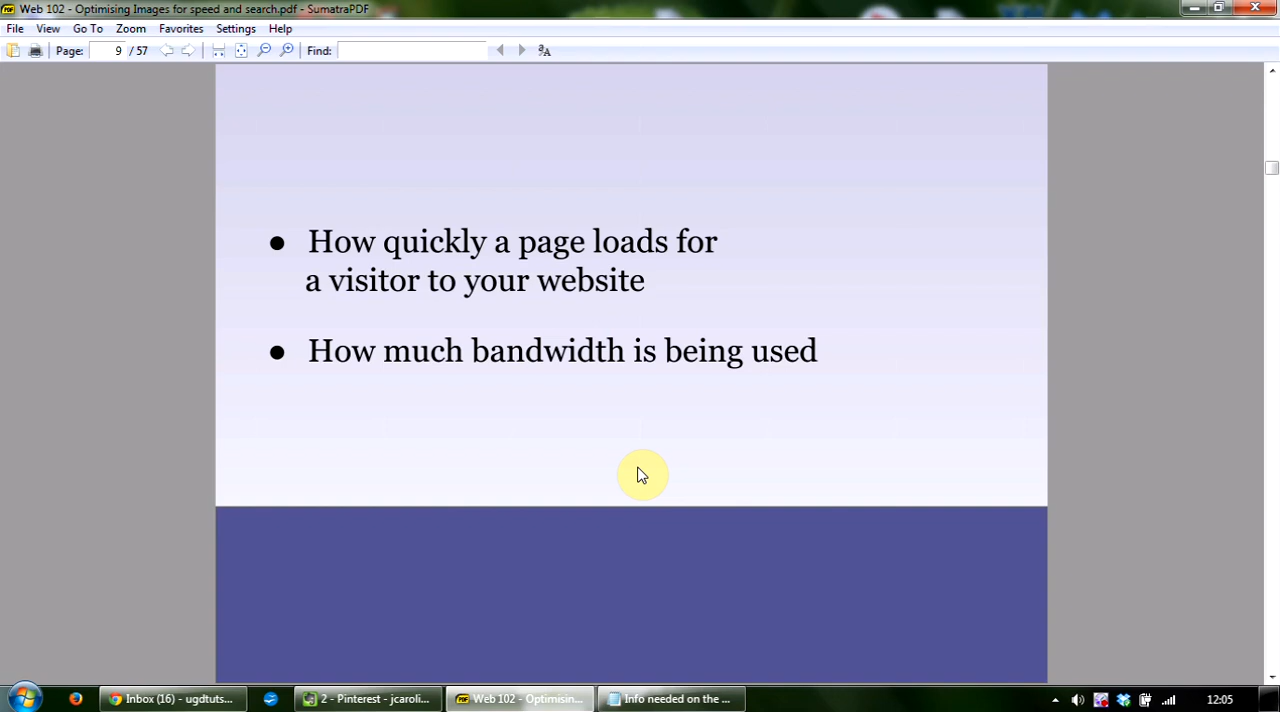 Web 102 - Optimising Images for speed and search.pdf - SumatraPDF
File View Go To Zoom Favorites Settings Help
Page: 9 / 57 Find:
● How quickly a page loads for
a visitor to your website
● How much bandwidth is being used
Inbox (16) - ugdtuts... 2 - Pinterest - jcaroli... Web 102 - Optimisin... Info needed on the ... 12:05